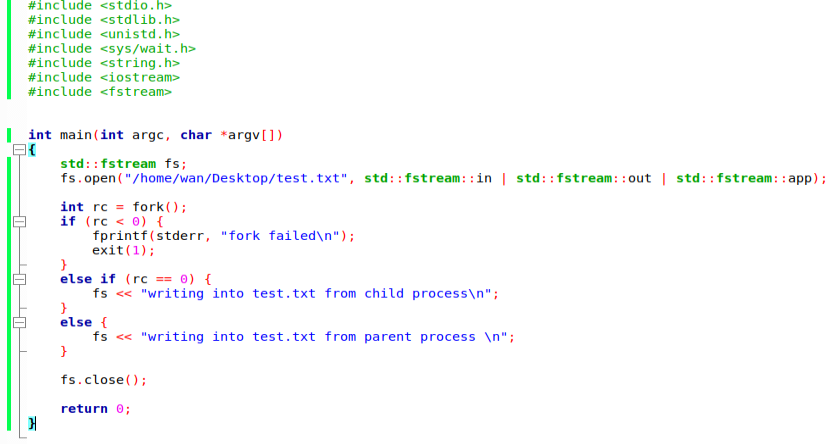 #include <stdio.h>
#include <stdlib.h>
#include <unistd.h>
#include <sys/wait.h>
#include <string.h>
#include <iostream>
#include <fstream>
int main(int argc, char *argv[])
{
    std::fstream fs;
    fs.open("/home/wan/Desktop/test.txt", std::fstream::in | std::fstream::out | std::fstream::app);
    int rc = fork();
    if (rc < 0) {
        fprintf(stderr, "fork failed\n");
        exit(1);
    }
    else if (rc == 0) {
        fs << "writing into test.txt from child process\n";
    }
    else {
        fs << "writing into test.txt from parent process \n";
    }
    fs.close();
    return 0;
}